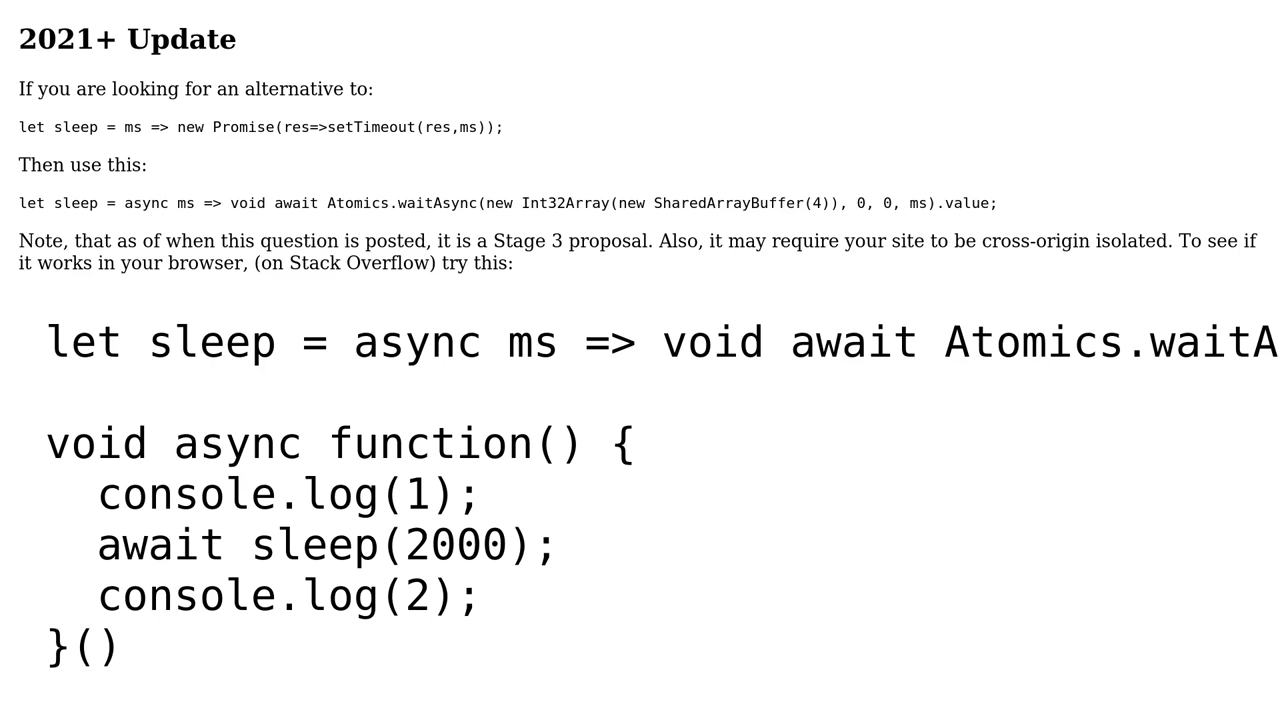 2021+ Update
If you are looking for an alternative to:
let sleep = ms => new Promise(res=>setTimeout(res,ms));
Then use this:
let sleep = async ms => void await Atomics.waitAsync(new Int32Array(new SharedArrayBuffer(4)), 0, 0, ms).value;
Note, that as of when this question is posted, it is a Stage 3 proposal. Also, it may require your site to be cross-origin isolated. To see if
it works in your browser, (on Stack Overflow) try this:
let sleep = async ms => void await Atomics.waitA
void async function() {
  console.log(1);
  await sleep(2000);
  console.log(2);
}()